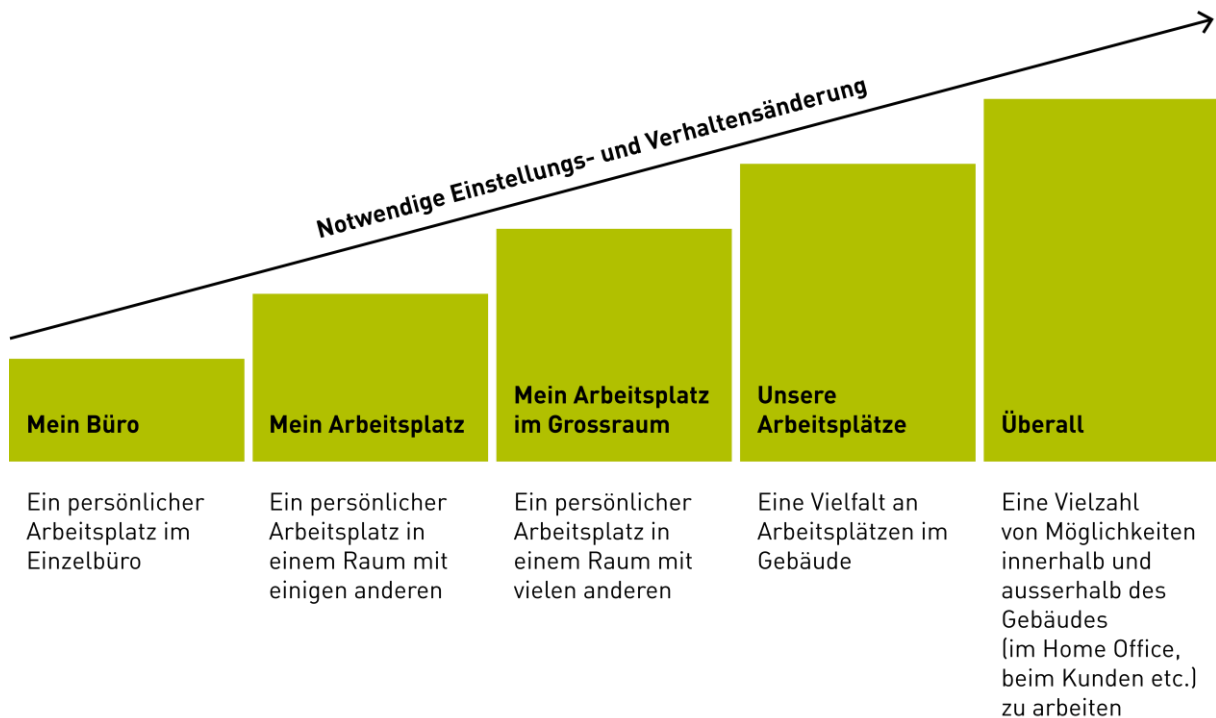 Notwendige Einstellungs- und Verhaltensänderung
Mein Büro
Ein persönlicher
Arbeitsplatz im
Einzelbüro
Mein Arbeitsplatz
Ein persönlicher
Arbeitsplatz in
einem Raum mit
einigen anderen
Mein Arbeitsplatz
im Grossraum
Ein persönlicher
Arbeitsplatz in
einem Raum mit
vielen anderen
Unsere
Arbeitsplätze
Eine Vielfalt an
Arbeitsplätzen im
Gebäude
Überall
Eine Vielzahl
von Möglichkeiten
innerhalb und
ausserhalb des
Gebäudes
(im Home Office,
beim Kunden etc.)
zu arbeiten